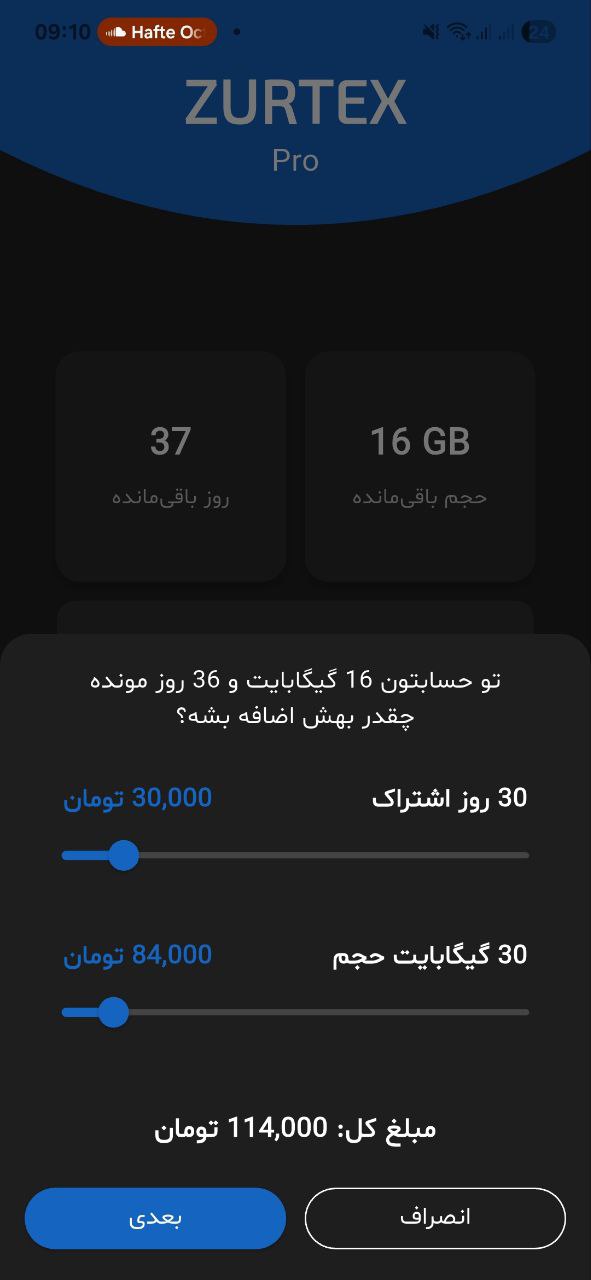 09:10 Hafte Oc 24
ZURTEX
Pro
16 GB
حجم باقی‌مانده
37
روز باقی‌مانده
تو حسابتون 16 گیگابایت و 36 روز مونده
چقدر بهش اضافه بشه؟
30 روز اشتراک 30,000 تومان
30 گیگابایت حجم 84,000 تومان
مبلغ کل: 114,000 تومان
انصراف
بعدی